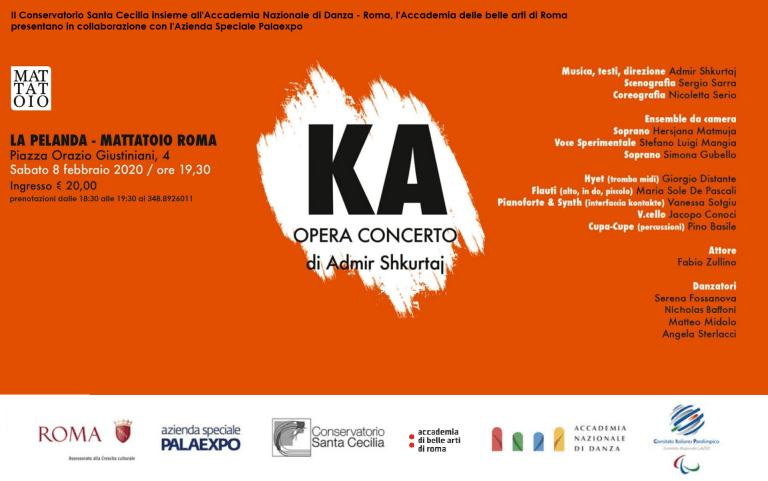 Il Conservatorio Santa Cecilia insieme all'Accademia Nazionale di Danza - Roma, l'Accademia delle belle arti di Roma
presentano in collaborazione con l'Azienda Speciale Palaexpo
MAT
TAT
OIO
LA PELANDA - MATTATOIO ROMA
Piazza Orazio Giustiniani, 4
Sabato 8 febbraio 2020 / ore 19,30
Ingresso € 20,00
prenotazioni dalle 18:30 alle 19:30 al 348.8926011
KA
OPERA CONCERTO
di Admir Shkurtaj
Musica, testi, direzione Admir Shkurtaj
Scenografia Sergio Sarra
Coreografia Nicoletta Serio
Ensemble da camera
Soprano Hersjana Matmuja
Voce Sperimentale Stefano Luigi Mangia
Soprano Simona Gubello
Hyet (tromba midi) Giorgio Distante
Flauti (alto, in do, piccolo) Maria Sole De Pascali
Pianoforte & Synth (interfaccia kontakte) Vanessa Sotgiu
V.cello Jacopo Conoci
Cupa-Cupe (percussioni) Pino Basile
Attore
Fabio Zullino
Danzatori
Serena Fossanova
Nicholas Baffoni
Matteo Midolo
Angela Sterlacci
ROMA
Assessorato alla Crescita culturale
azienda speciale
PALAEXPO
Conservatorio
Santa Cecilia
accademia
di belle arti
di roma
ACCADEMIA
NAZIONALE
DI DANZA
Comitato Italiano Paralimpico